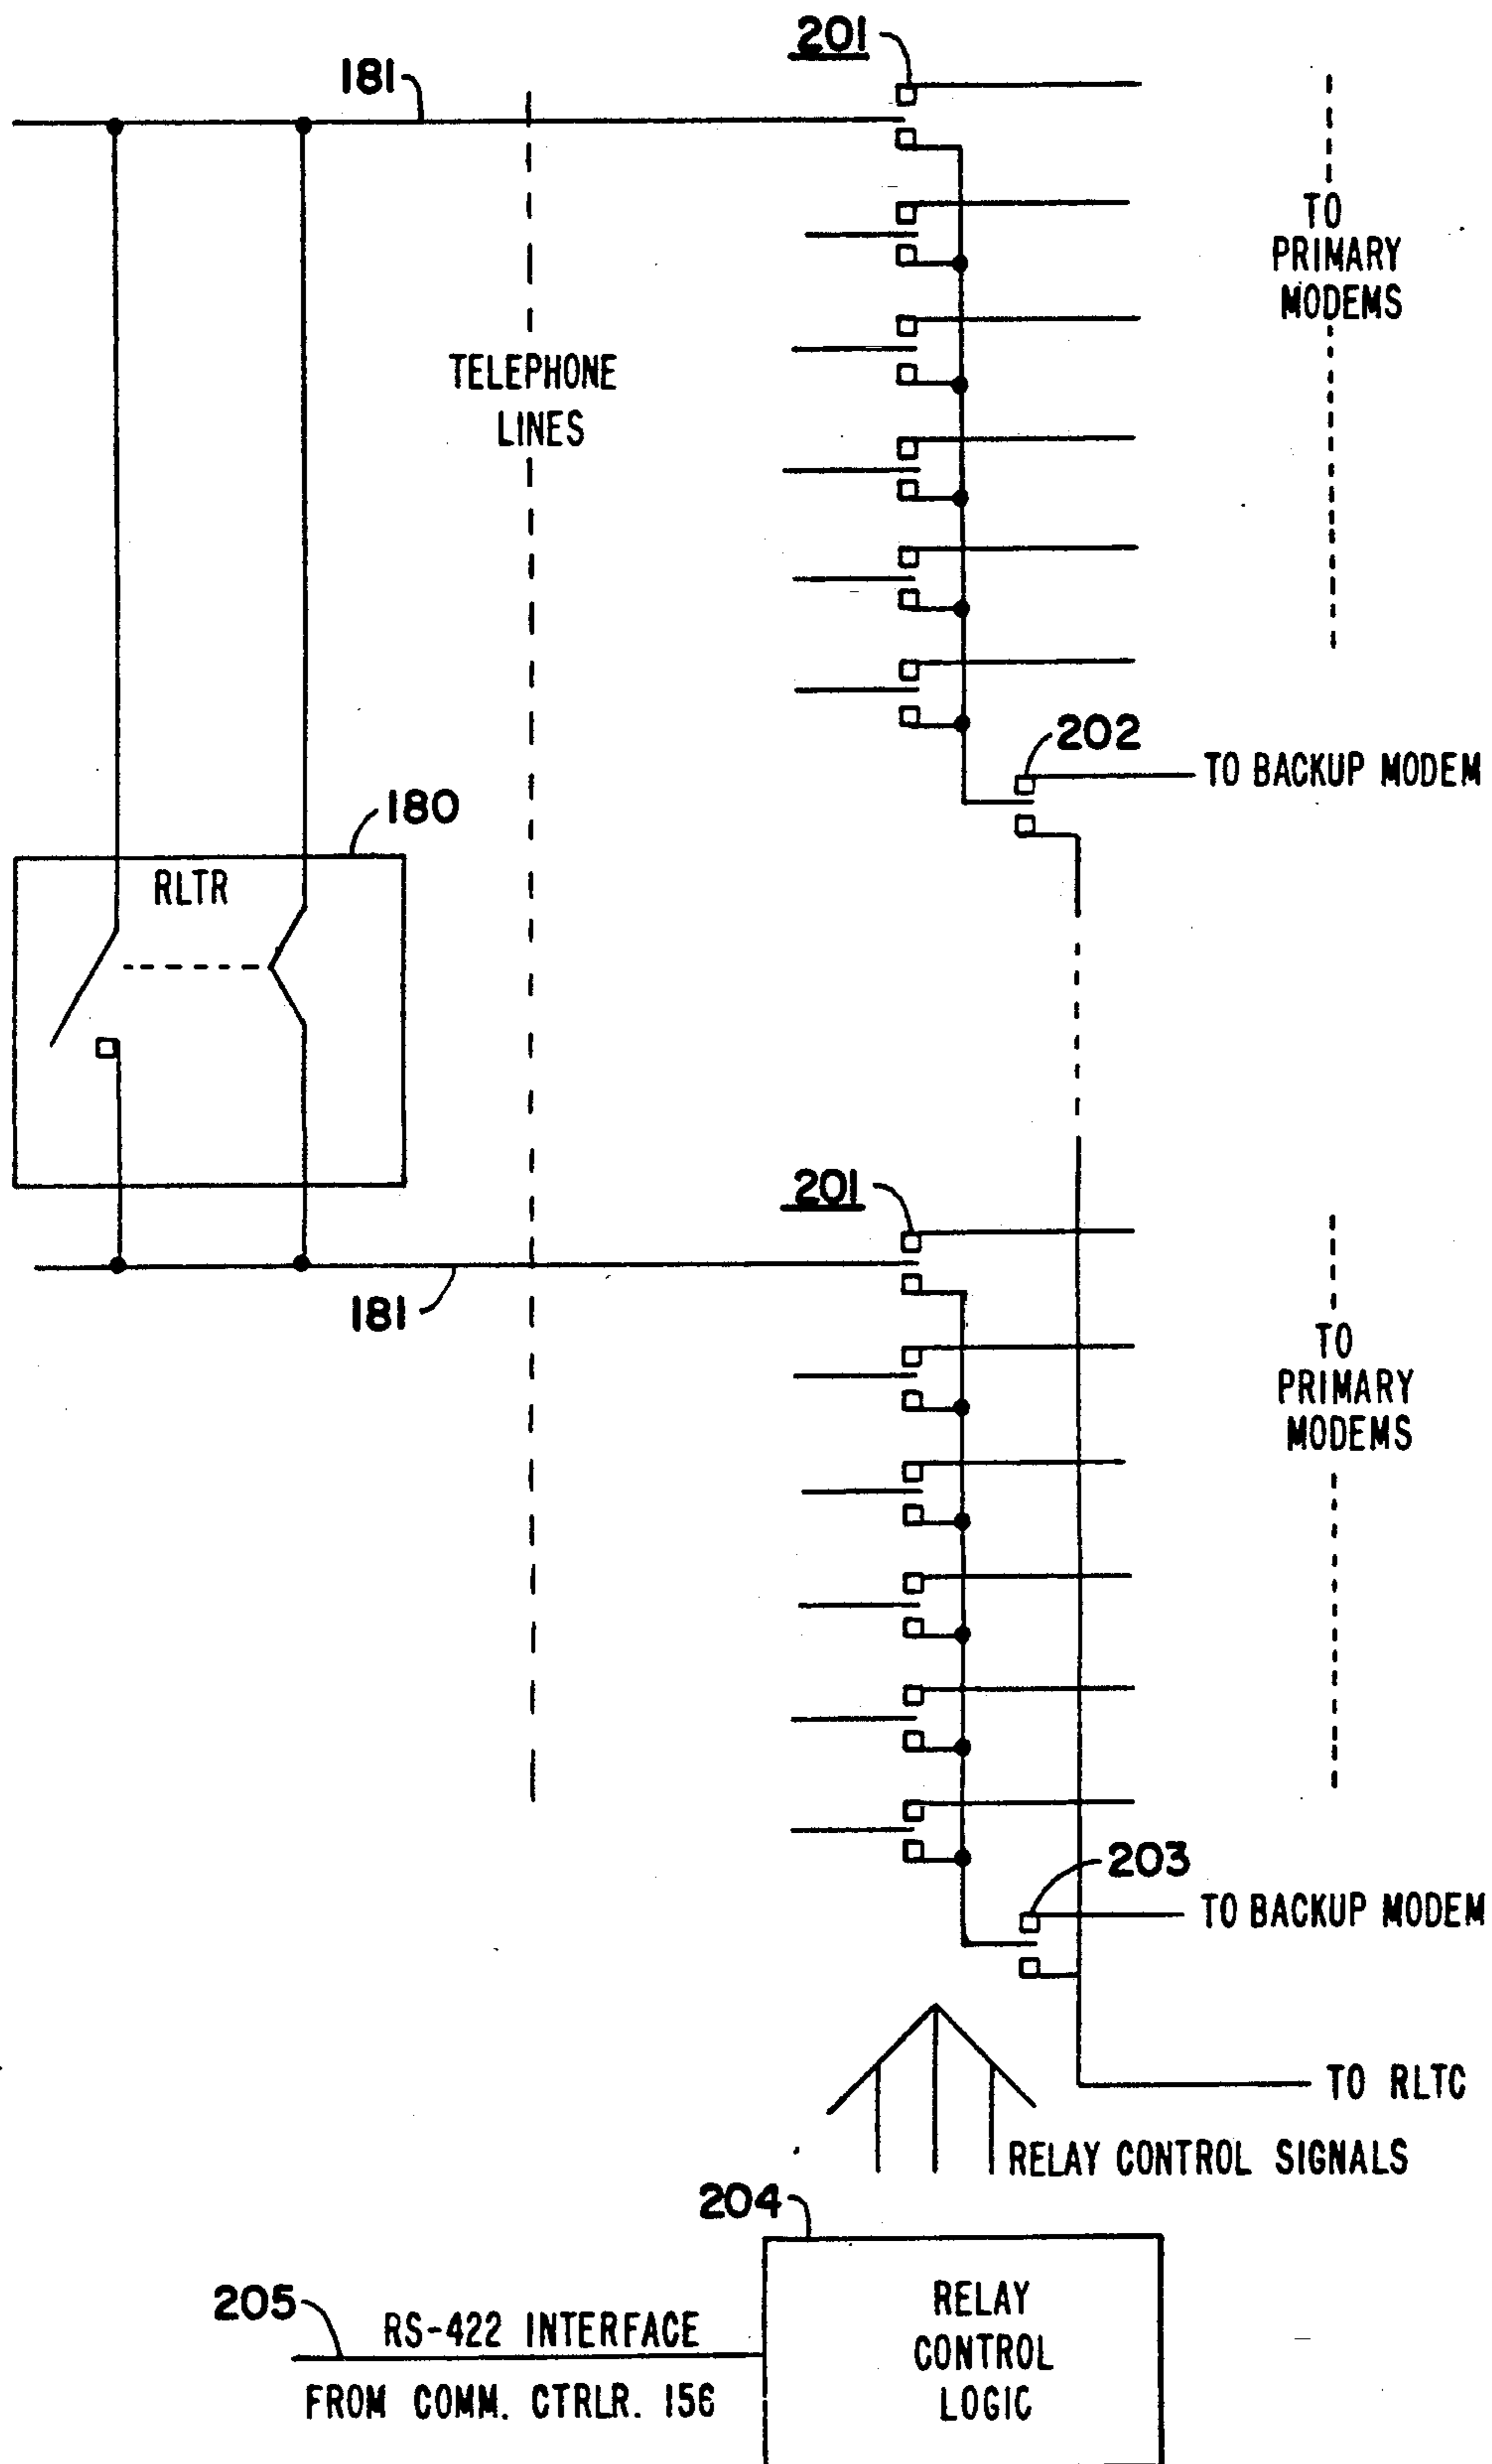 201
181
TO
PRIMARY
MODEMS
TELEPHONE
LINES
202
TO BACKUP MODEM
180
RLTR
201
181
TO
PRIMARY
MODEMS
203
TO BACKUP MODEM
TO RLTC
RELAY CONTROL SIGNALS
204
205
RS-422 INTERFACE
FROM COMM. CTRLR. 156
RELAY
CONTROL
LOGIC